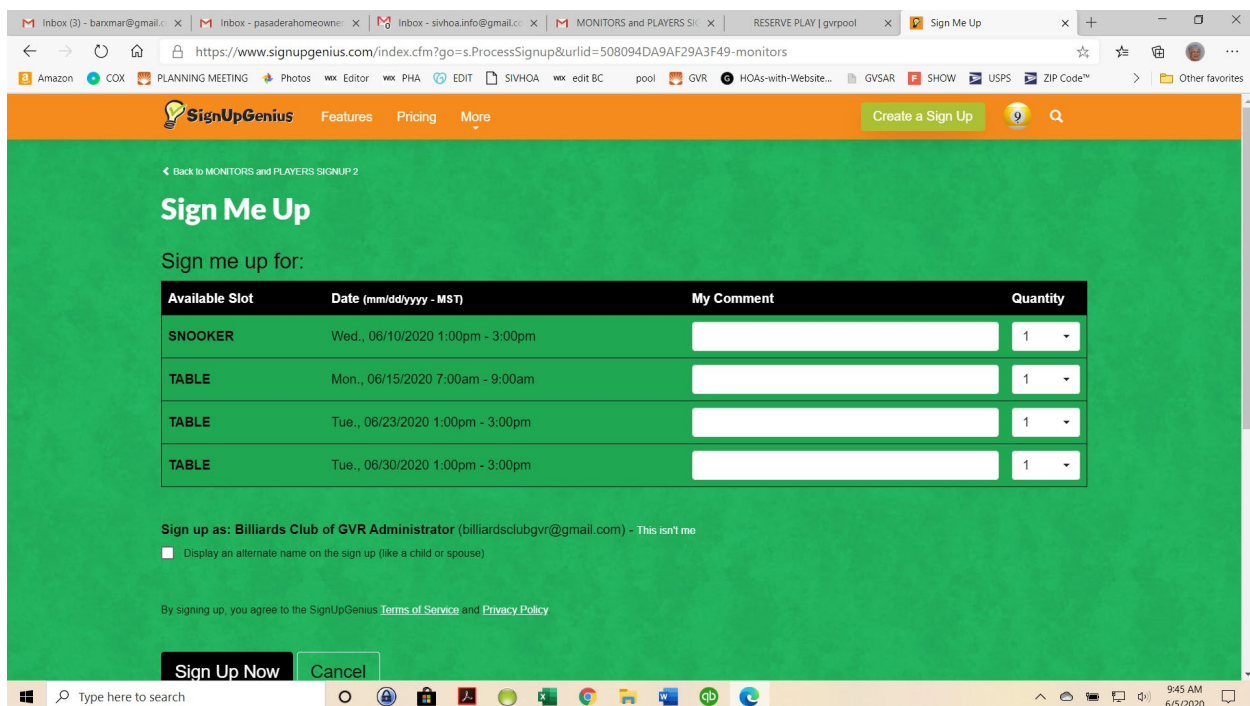 Inbox (3) - barxmar@gmail.c
Inbox - pasaderahomeowner
Inbox - sivhoa.info@gmail.cc
MONITORS and PLAYERS SIG
RESERVE PLAY | gvrpool
Sign Me Up
https://www.signupgenius.com/index.cfm?go=s.ProcessSignup&urlid=508094DA9AF29A3F49-monitors
Amazon COX PLANNING MEETING Photos WIX Editor WIX PHA EDIT SIVHOA WIX edit BC pool GVR HOAs-with-Website... GVSAR SHOW USPS ZIP Code™ Other favorites
SignUpGenius Features Pricing More Create a Sign Up 9
Back to MONITORS and PLAYERS SIGNUP 2
Sign Me Up
Sign me up for:
Available Slot Date (mm/dd/yyyy - MST) My Comment Quantity
SNOOKER Wed., 06/10/2020 1:00pm - 3:00pm 1
TABLE Mon., 06/15/2020 7:00am - 9:00am 1
TABLE Tue., 06/23/2020 1:00pm - 3:00pm 1
TABLE Tue., 06/30/2020 1:00pm - 3:00pm 1
Sign up as: Billiards Club of GVR Administrator (billiardsclubgvr@gmail.com) - This isn't me
Display an alternate name on the sign up (like a child or spouse)
By signing up, you agree to the SignUpGenius Terms of Service and Privacy Policy
Sign Up Now Cancel
Type here to search
9:45 AM
6/5/2020